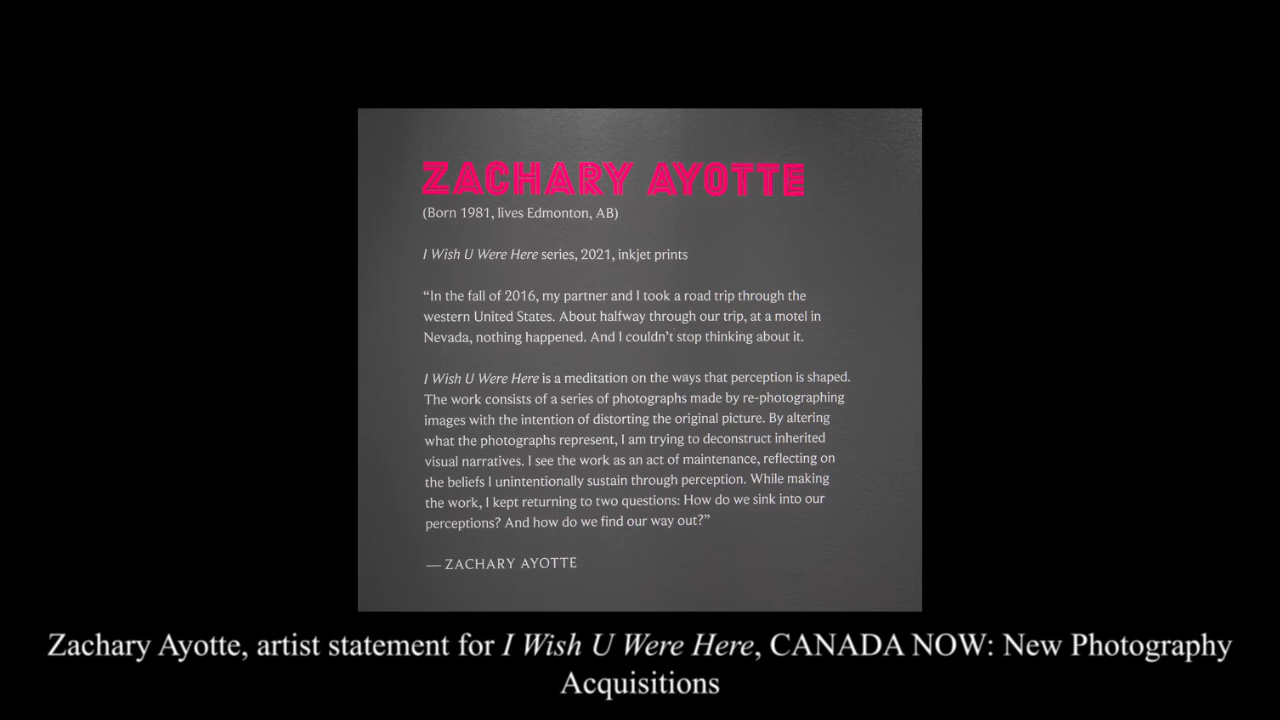 ZACHARY AYOTTE
(Born 1981, lives Edmonton, AB)
I Wish U Were Here series, 2021, inkjet prints
“In the fall of 2016, my partner and I took a road trip through the
western United States. About halfway through our trip, at a motel in
Nevada, nothing happened. And I couldn’t stop thinking about it.
I Wish U Were Here is a meditation on the ways that perception is shaped.
The work consists of a series of photographs made by re-photographing
images with the intention of distorting the original picture. By altering
what the photographs represent, I am trying to deconstruct inherited
visual narratives. I see the work as an act of maintenance, reflecting on
the beliefs I unintentionally sustain through perception. While making
the work, I kept returning to two questions: How do we sink into our
perceptions? And how do we find our way out?”
— ZACHARY AYOTTE
Zachary Ayotte, artist statement for I Wish U Were Here, CANADA NOW: New Photography
Acquisitions